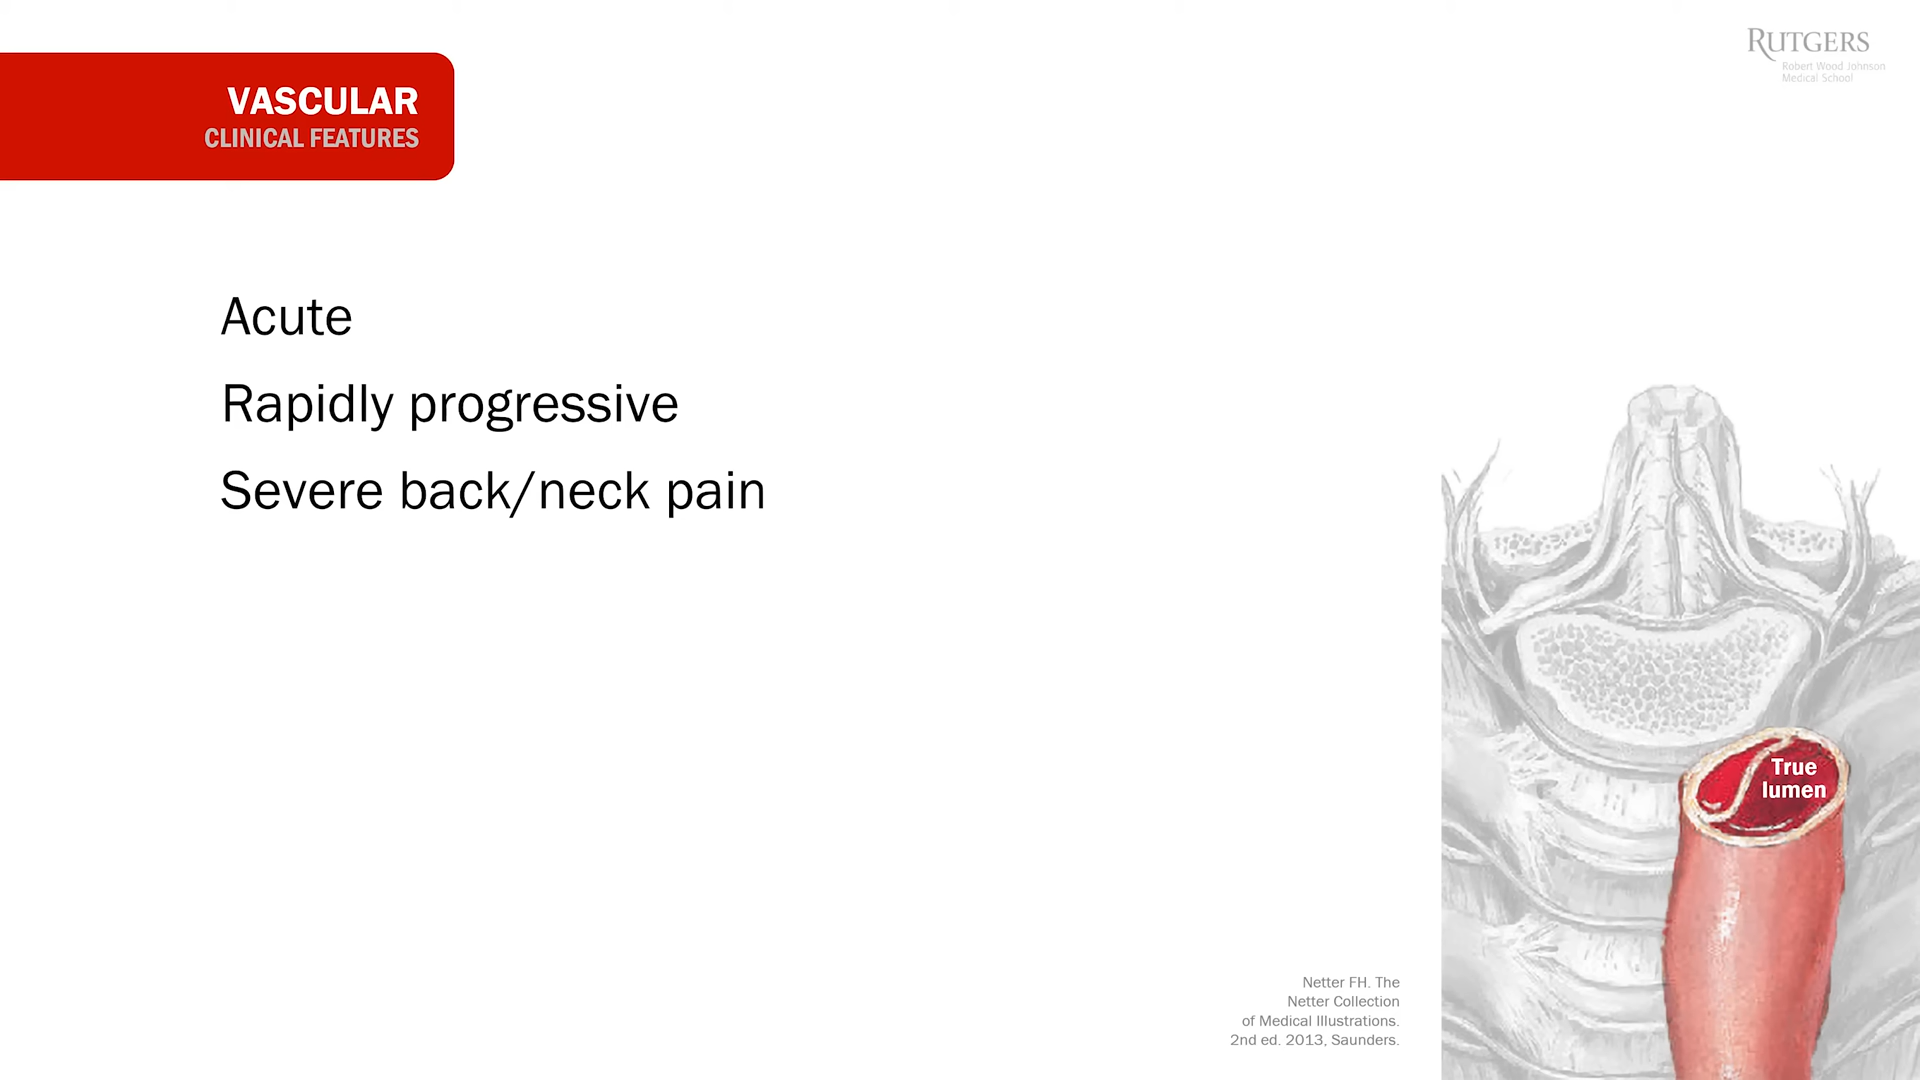 RUTGERS
Robert Wood Johnson
Medical School
VASCULAR
CLINICAL FEATURES
Acute
Rapidly progressive
Severe back/neck pain
True
lumen
Netter FH. The
Netter Collection
of Medical Illustrations.
2nd ed. 2013, Saunders.